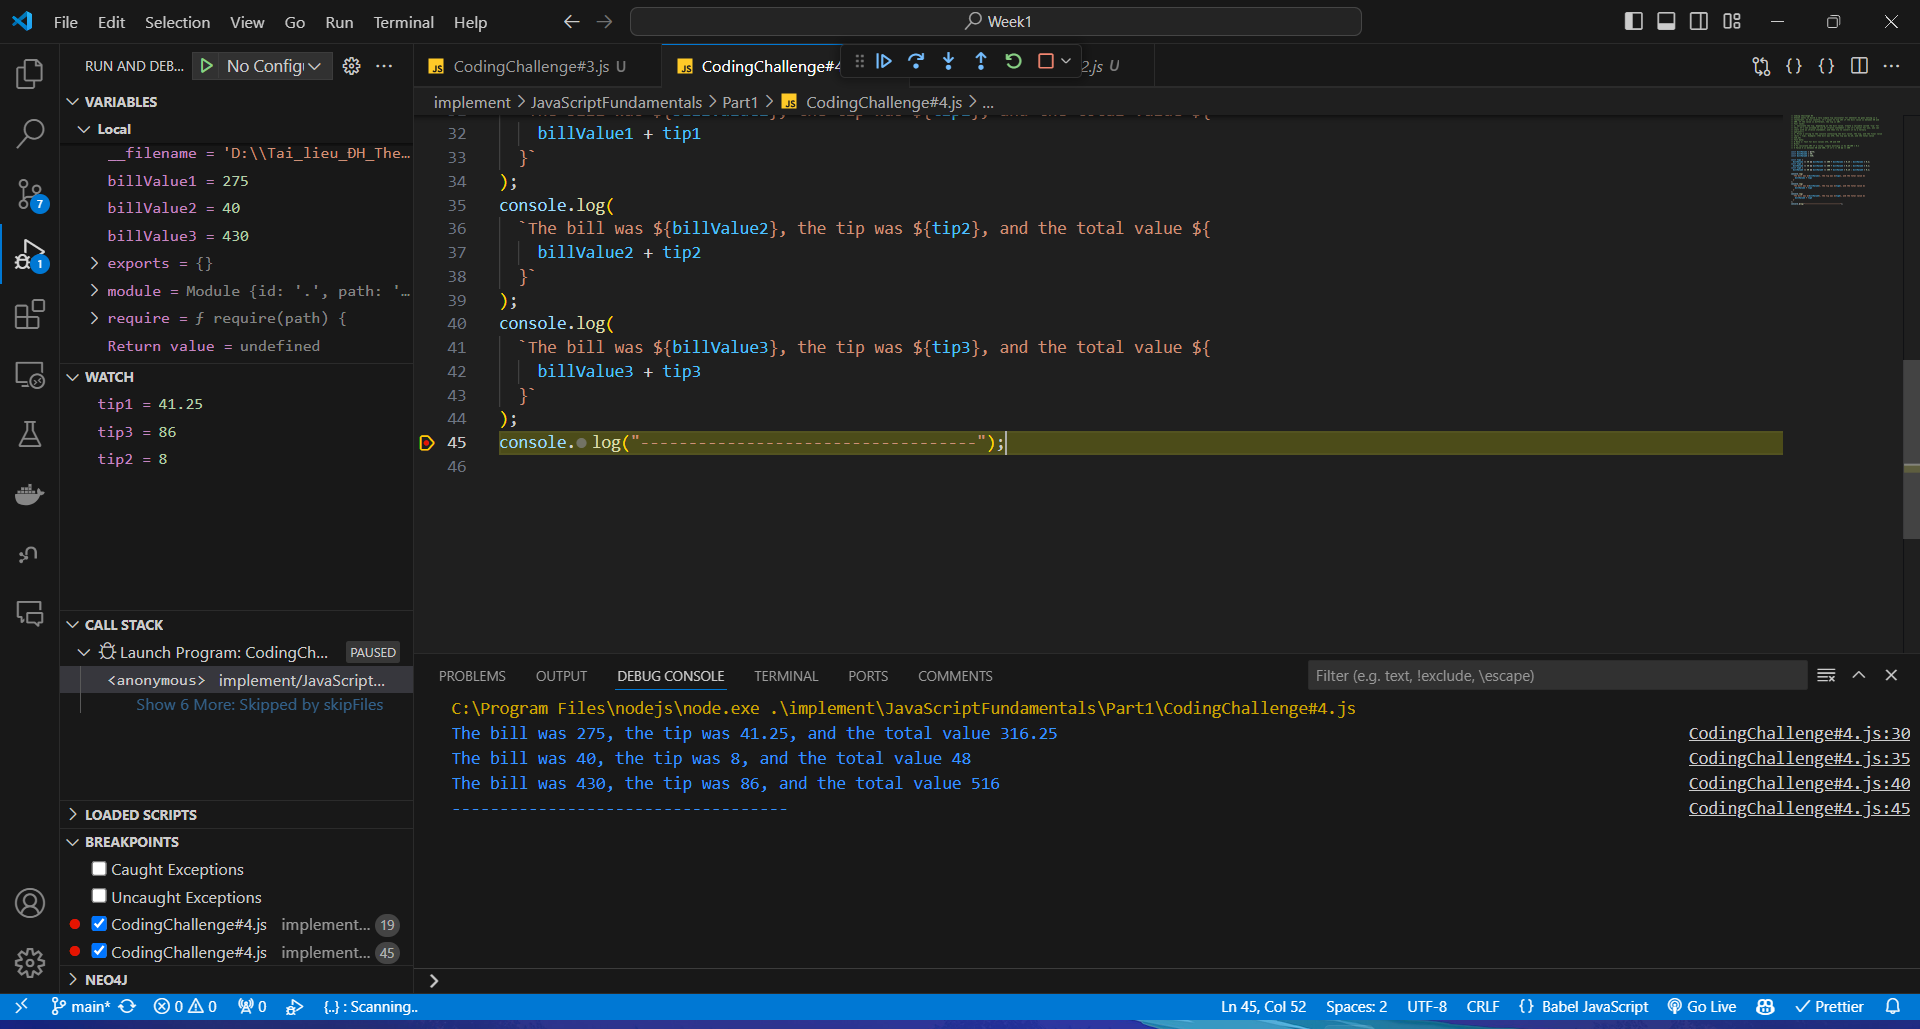 File Edit Selection View Go Run Terminal Help
Week1
RUN AND DEB...
No Config
CodingChallenge#3.js U
CodingChallenge#4
2.js U
implement > JavaScriptFundamentals > Part1 > JS CodingChallenge#4.js > ...
VARIABLES
Local
__filename = 'D:\\Tai_lieu_ĐH_The…
billValue1 = 275
billValue2 = 40
billValue3 = 430
exports = {}
module = Module {id: '.', path: '…
require = ƒ require(path) {
Return value = undefined
WATCH
tip1 = 41.25
tip3 = 86
tip2 = 8
CALL STACK
Launch Program: CodingCh... PAUSED
<anonymous> implement/JavaScript...
Show 6 More: Skipped by skipFiles
LOADED SCRIPTS
BREAKPOINTS
Caught Exceptions
Uncaught Exceptions
CodingChallenge#4.js implement... 19
CodingChallenge#4.js implement... 45
NEO4J
7
1
32 billValue1 + tip1
33 }`
34 );
35 console.log(
36 `The bill was ${billValue2}, the tip was ${tip2}, and the total value ${
37 billValue2 + tip2
38 }`
39 );
40 console.log(
41 `The bill was ${billValue3}, the tip was ${tip3}, and the total value ${
42 billValue3 + tip3
43 }`
44 );
45 console. log("-----------------------------------");
46
PROBLEMS OUTPUT DEBUG CONSOLE TERMINAL PORTS COMMENTS
Filter (e.g. text, !exclude, \escape)
C:\Program Files\nodejs\node.exe .\implement\JavaScriptFundamentals\Part1\CodingChallenge#4.js
The bill was 275, the tip was 41.25, and the total value 316.25 CodingChallenge#4.js:30
The bill was 40, the tip was 8, and the total value 48 CodingChallenge#4.js:35
The bill was 430, the tip was 86, and the total value 516 CodingChallenge#4.js:40
----------------------------------- CodingChallenge#4.js:45
main* 0 0 0 {..} : Scanning..
Ln 45, Col 52 Spaces: 2 UTF-8 CRLF {} Babel JavaScript Go Live Prettier